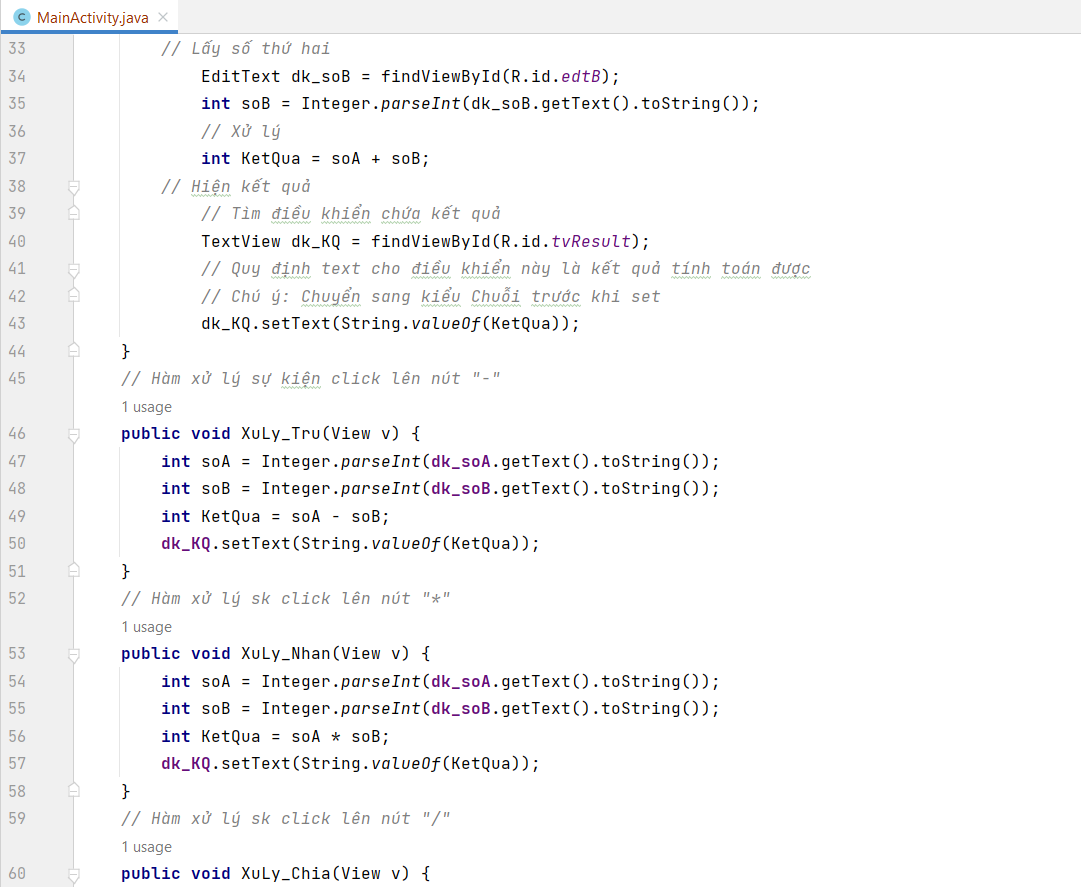 MainActivity.java
33 // Lấy số thứ hai
34 EditText dk_soB = findViewById(R.id.edtB);
35 int soB = Integer.parseInt(dk_soB.getText().toString());
36 // Xử lý
37 int KetQua = soA + soB;
38 // Hiện kết quả
39 // Tìm điều khiển chứa kết quả
40 TextView dk_KQ = findViewById(R.id.tvResult);
41 // Quy định text cho điều khiển này là kết quả tính toán được
42 // Chú ý: Chuyển sang kiểu Chuỗi trước khi set
43 dk_KQ.setText(String.valueOf(KetQua));
44 }
45 // Hàm xử lý sự kiện click lên nút "-"
1 usage
46 public void XuLy_Tru(View v) {
47 int soA = Integer.parseInt(dk_soA.getText().toString());
48 int soB = Integer.parseInt(dk_soB.getText().toString());
49 int KetQua = soA - soB;
50 dk_KQ.setText(String.valueOf(KetQua));
51 }
52 // Hàm xử lý sk click lên nút "*"
1 usage
53 public void XuLy_Nhan(View v) {
54 int soA = Integer.parseInt(dk_soA.getText().toString());
55 int soB = Integer.parseInt(dk_soB.getText().toString());
56 int KetQua = soA * soB;
57 dk_KQ.setText(String.valueOf(KetQua));
58 }
59 // Hàm xử lý sk click lên nút "/"
1 usage
60 public void XuLy_Chia(View v) {